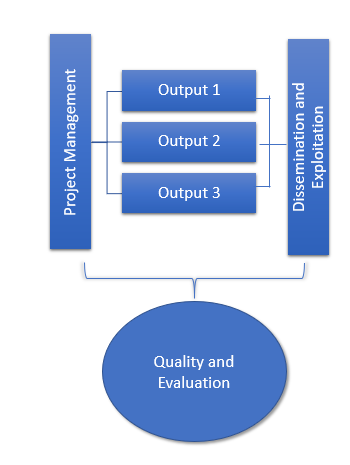 Project Management
Output 1
Output 2
Output 3
Dissemination and
Exploitation
Quality and
Evaluation